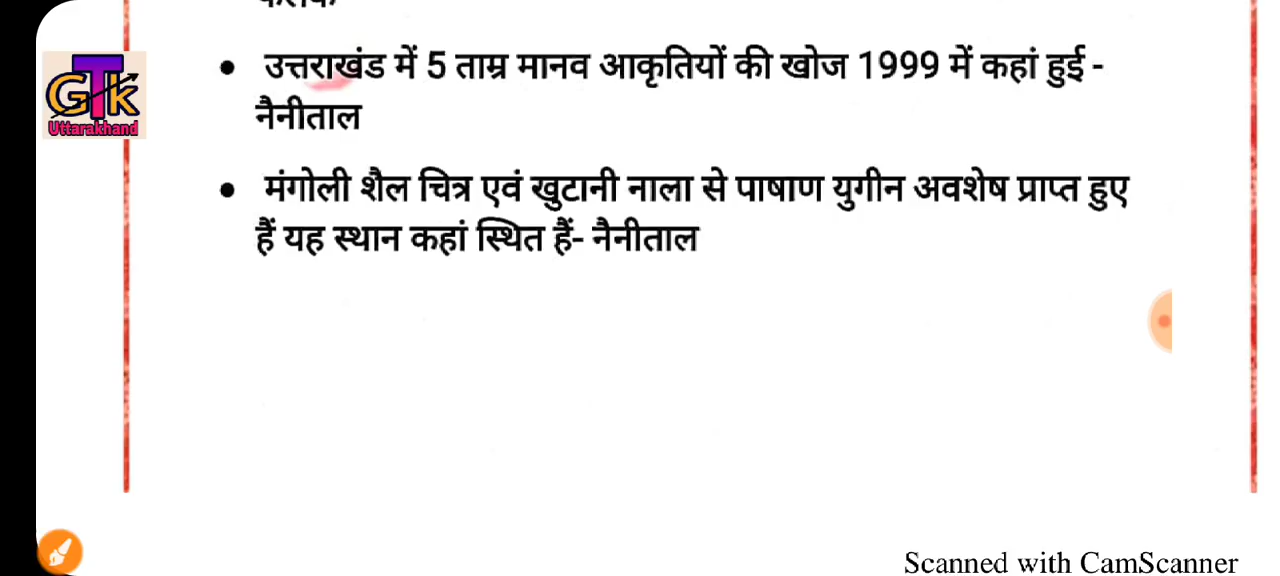 • उत्तराखंड में 5 ताम्र मानव आकृतियों की खोज 1999 में कहां हुई -
नैनीताल
GTK
Uttarakhand
• मंगोली शैल चित्र एवं खुटानी नाला से पाषाण युगीन अवशेष प्राप्त हुए
हैं यह स्थान कहां स्थित हैं- नैनीताल
Scanned with CamScanner